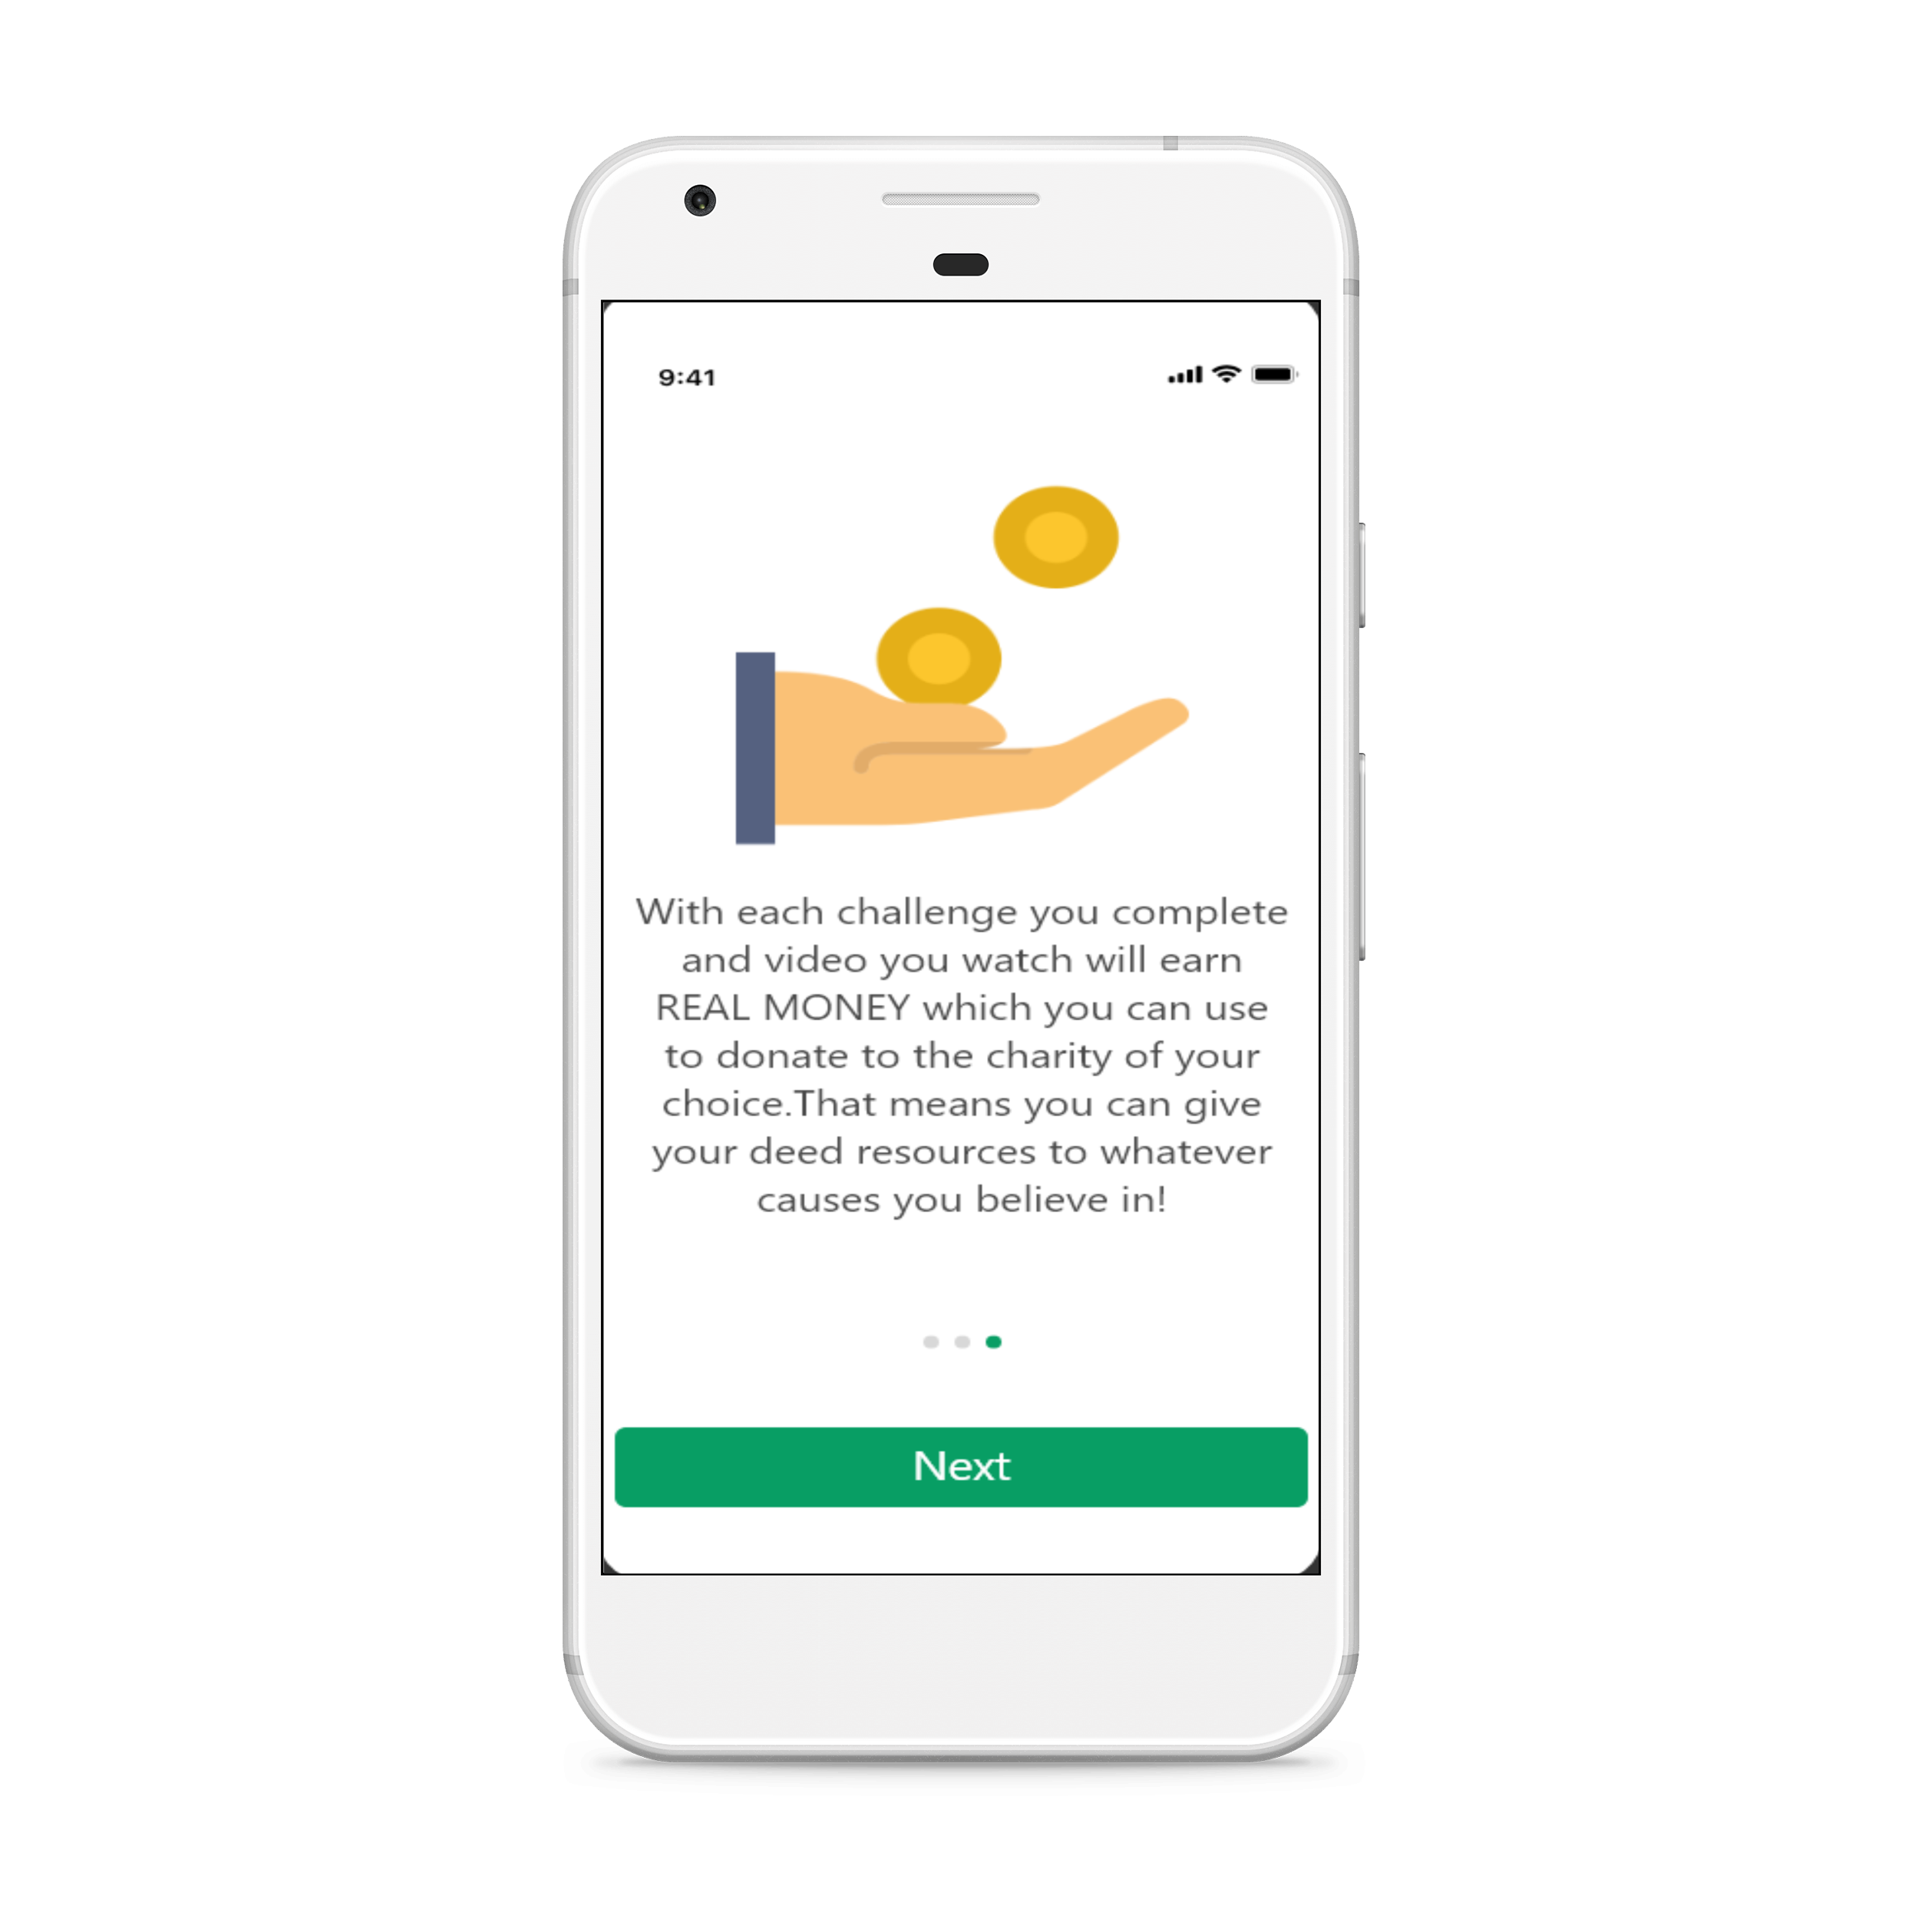 9:41
With each challenge you complete
and video you watch will earn
REAL MONEY which you can use
to donate to the charity of your
choice.That means you can give
your deed resources to whatever
causes you believe in!
Next